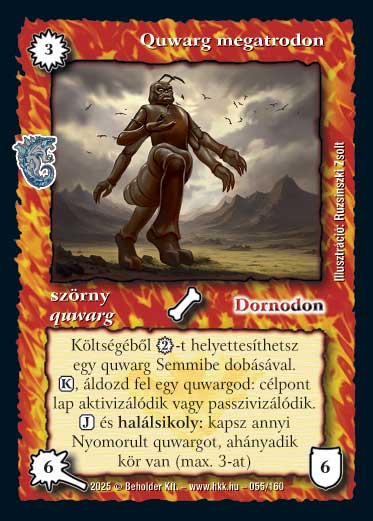 3
Quwarg megatrodon
Illusztráció: Ruzsinszki Zsolt
szörny
quwarg
Dornodon
Költségéből 2-t helyettesíthetsz
egy quwarg Semmibe dobásával.
K, áldozd fel egy quwargod: célpont
lap aktivizálódik vagy passzivizálódik.
J és halálsikoly: kapsz annyi
Nyomorult quwargot, ahányadik
kör van (max. 3-at)
6
6
2025 © Beholder Kft. – www.hkk.hu – 055/160